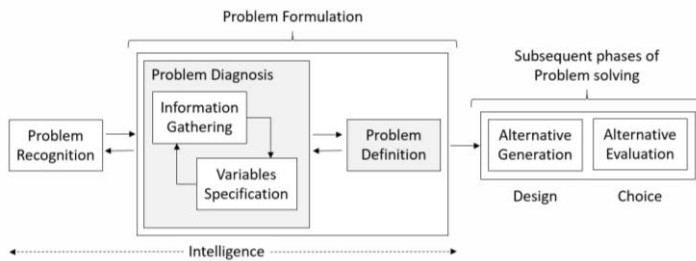 Problem Formulation
Subsequent phases of
Problem solving
Problem Diagnosis
Information
Gathering
Variables
Specification
Problem
Recognition
Problem
Definition
Alternative
Generation
Alternative
Evaluation
Design
Choice
Intelligence